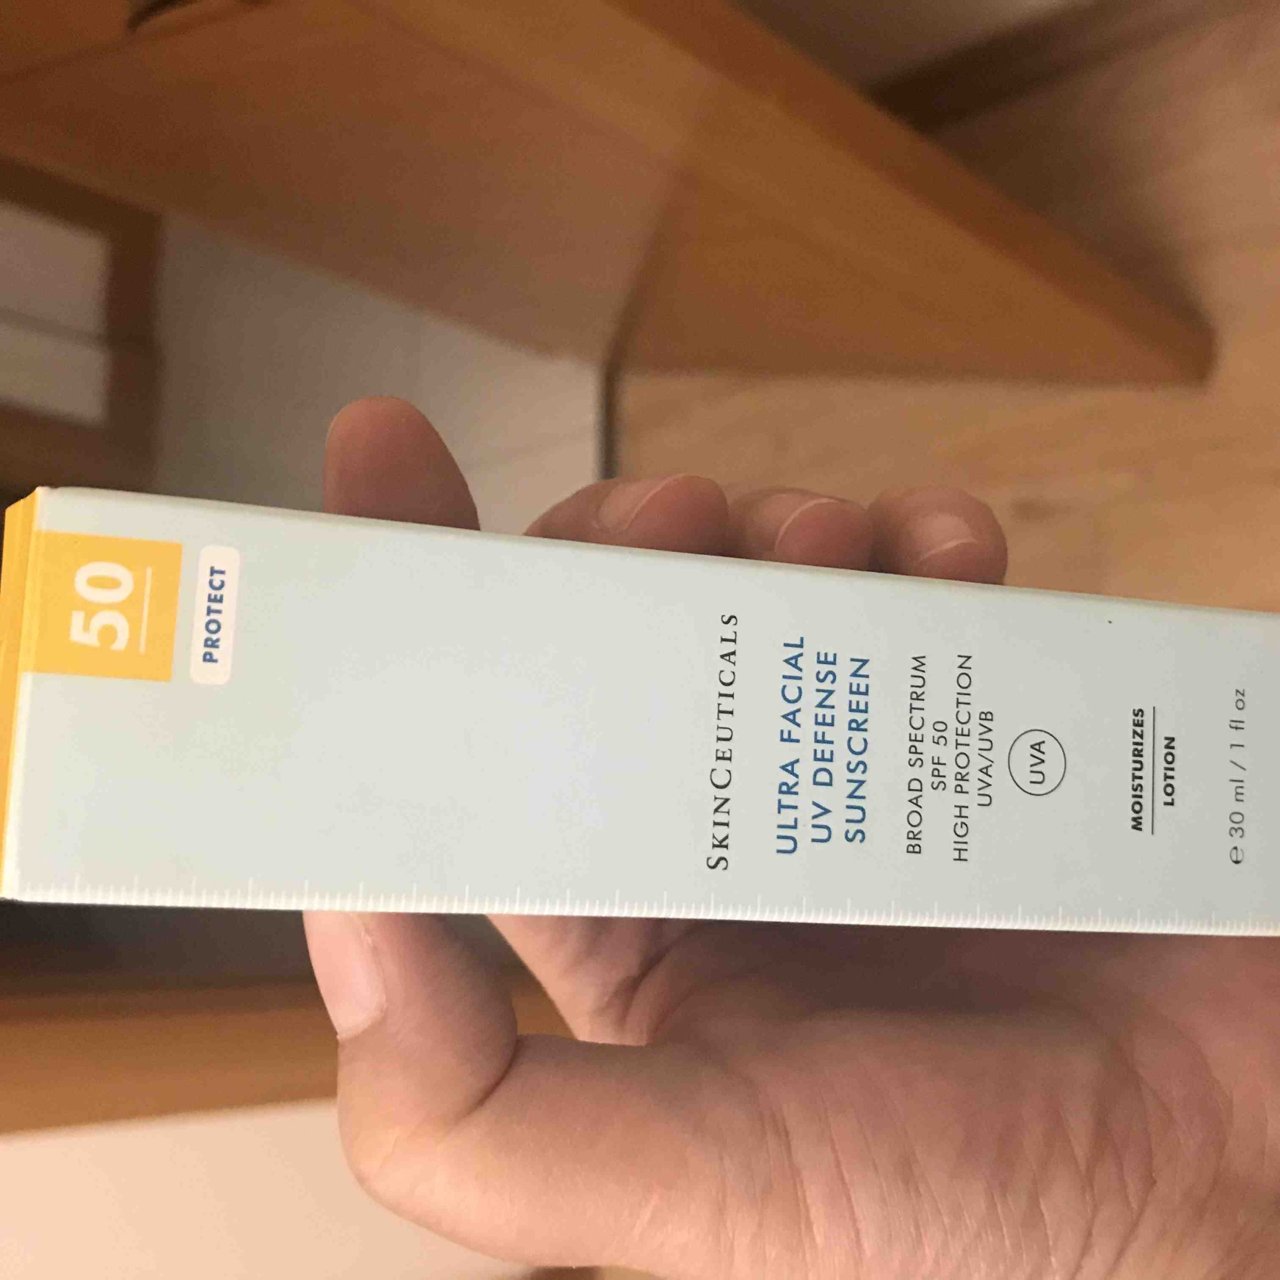 50
PROTECT
SKINCEUTICALS
ULTRA FACIAL
UV DEFENSE
SUNSCREEN
BROAD SPECTRUM
SPF 50
HIGH PROTECTION
UVA/UVB
UVA
MOISTURIZES
LOTION
℮ 30 ml / 1 fl oz